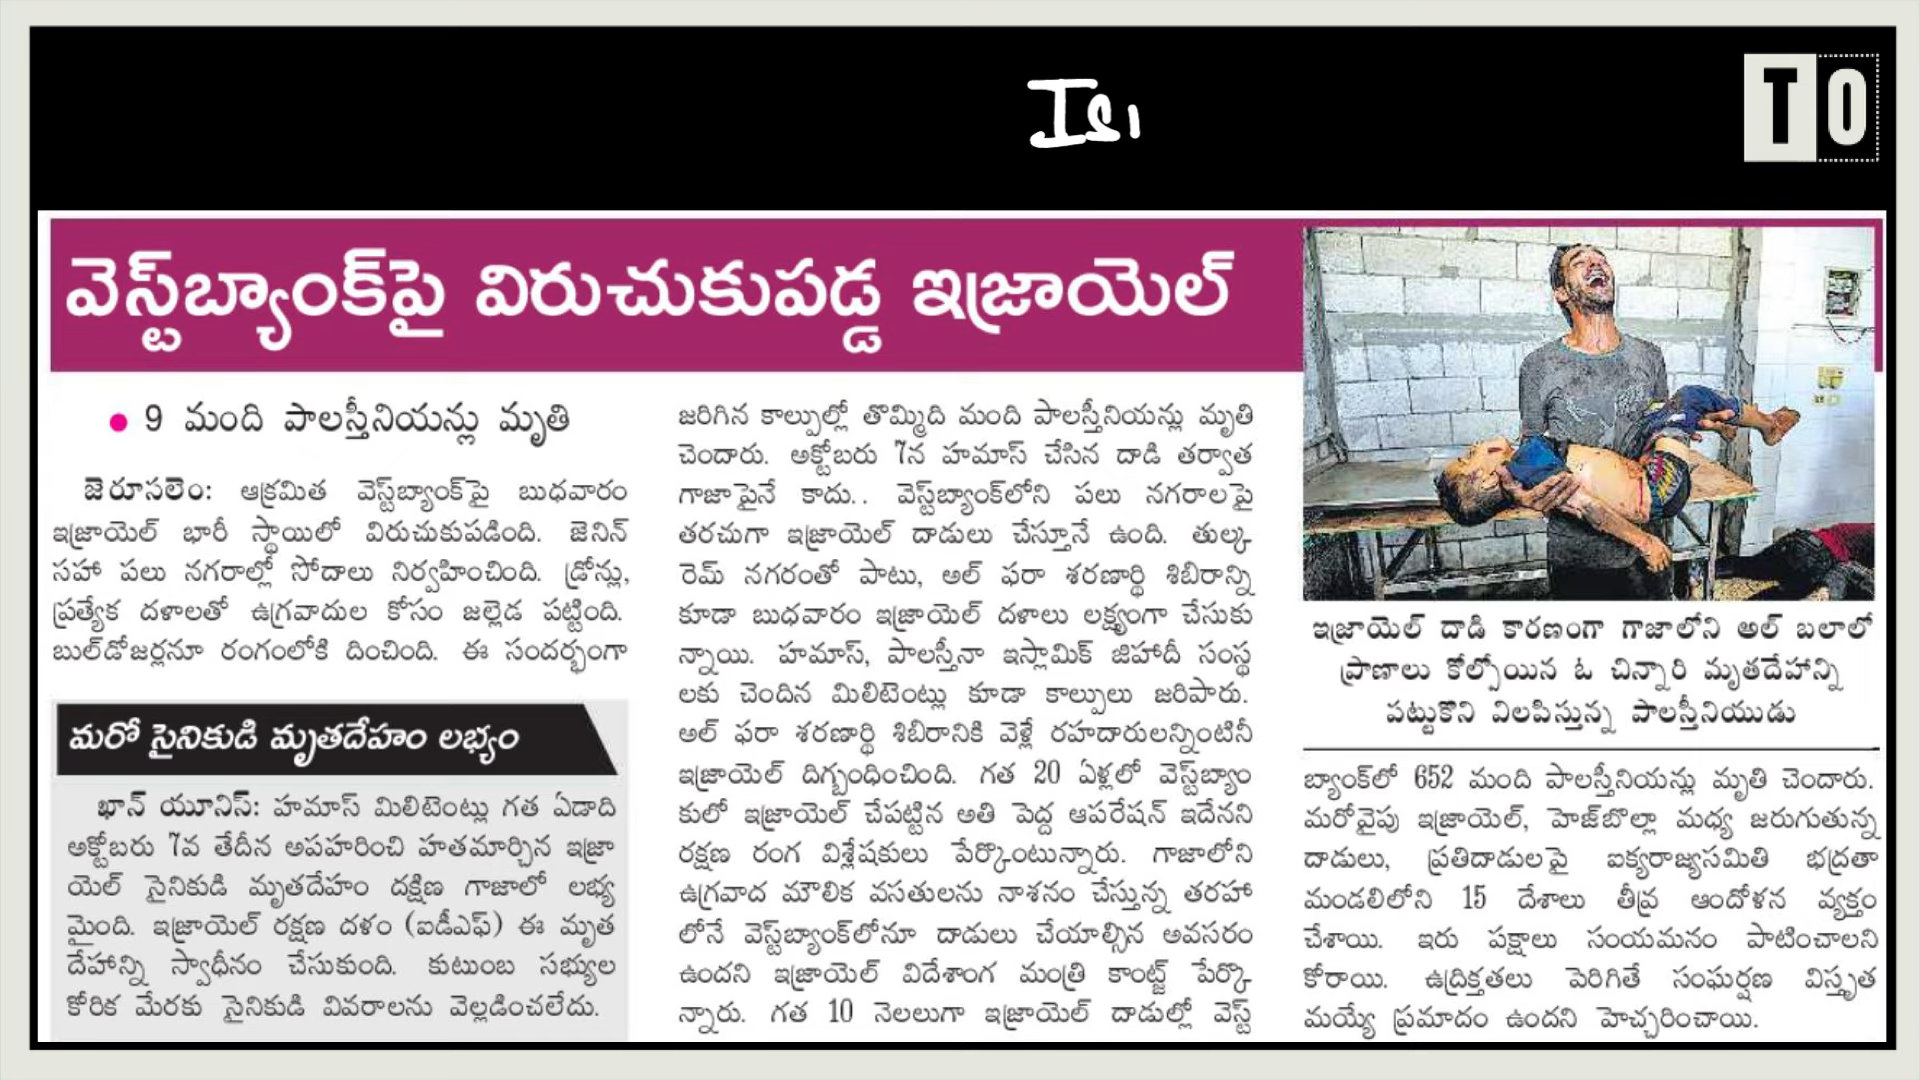 Isi
TO
వెస్ట్‌బ్యాంక్‌పై విరుచుకుపడ్డ ఇజ్రాయెల్
• 9 మంది పాలస్తీనియన్లు మృతి
జెరూసలెం: ఆక్రమిత వెస్ట్‌బ్యాంక్‌పై బుధవారం
ఇజ్రాయెల్ భారీ స్థాయిలో విరుచుకుపడింది. జెనిన్
సహా పలు నగరాల్లో సోదాలు నిర్వహించింది. డ్రోన్లు,
ప్రత్యేక దళాలతో ఉగ్రవాదుల కోసం జల్లెడ పట్టింది.
బుల్‌డోజర్లనూ రంగంలోకి దించింది. ఈ సందర్భంగా
మరో సైనికుడి మృతదేహం లభ్యం
ఖాన్ యూనిస్: హమాస్ మిలిటెంట్లు గత ఏడాది
అక్టోబరు 7వ తేదీన అపహరించి హతమార్చిన ఇజ్రా
యెల్ సైనికుడి మృతదేహం దక్షిణ గాజాలో లభ్య
మైంది. ఇజ్రాయెల్ రక్షణ దళం (ఐడీఎఫ్) ఈ మృత
దేహాన్ని స్వాధీనం చేసుకుంది. కుటుంబ సభ్యుల
కోరిక మేరకు సైనికుడి వివరాలను వెల్లడించలేదు.
జరిగిన కాల్పుల్లో తొమ్మిది మంది పాలస్తీనియన్లు మృతి
చెందారు. అక్టోబరు 7న హమాస్ చేసిన దాడి తర్వాత
గాజాపైనే కాదు.. వెస్ట్‌బ్యాంక్‌లోని పలు నగరాలపై
తరచుగా ఇజ్రాయెల్ దాడులు చేస్తూనే ఉంది. తుల్క
రెమ్ నగరంతో పాటు, అల్ ఫరా శరణార్థి శిబిరాన్ని
కూడా బుధవారం ఇజ్రాయెల్ దళాలు లక్ష్యంగా చేసుకు
న్నాయి. హమాస్, పాలస్తీనా ఇస్లామిక్ జిహాదీ సంస్థ
లకు చెందిన మిలిటెంట్లు కూడా కాల్పులు జరిపారు.
అల్ ఫరా శరణార్థి శిబిరానికి వెళ్లే రహదారులన్నింటినీ
ఇజ్రాయెల్ దిగ్బంధించింది. గత 20 ఏళ్లలో వెస్ట్‌బ్యాం
కులో ఇజ్రాయెల్ చేపట్టిన అతి పెద్ద ఆపరేషన్ ఇదేనని
రక్షణ రంగ విశ్లేషకులు పేర్కొంటున్నారు. గాజాలోని
ఉగ్రవాద మౌలిక వసతులను నాశనం చేస్తున్న తరహా
లోనే వెస్ట్‌బ్యాంక్‌లోనూ దాడులు చేయాల్సిన అవసరం
ఉందని ఇజ్రాయెల్ విదేశాంగ మంత్రి కాంట్జ్ పేర్కొ
న్నారు. గత 10 నెలలుగా ఇజ్రాయెల్ దాడుల్లో వెస్ట్
ఇజ్రాయెల్ దాడి కారణంగా గాజాలోని అల్ బలాలో
ప్రాణాలు కోల్పోయిన ఓ చిన్నారి మృతదేహాన్ని
పట్టుకొని విలపిస్తున్న పాలస్తీనియుడు
బ్యాంక్‌లో 652 మంది పాలస్తీనియన్లు మృతి చెందారు.
మరోవైపు ఇజ్రాయెల్, హెజ్‌బొల్లా మధ్య జరుగుతున్న
దాడులు, ప్రతిదాడులపై ఐక్యరాజ్యసమితి భద్రతా
మండలిలోని 15 దేశాలు తీవ్ర ఆందోళన వ్యక్తం
చేశాయి. ఇరు పక్షాలు సంయమనం పాటించాలని
కోరాయి. ఉద్రిక్తతలు పెరిగితే సంఘర్షణ విస్తృత
మయ్యే ప్రమాదం ఉందని హెచ్చరించాయి.